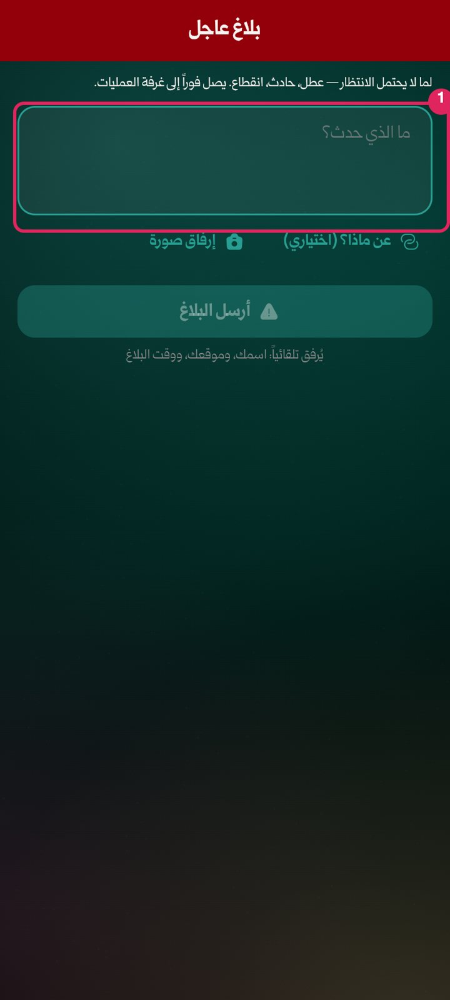 بلاغ عاجل
لما لا يحتمل الانتظار — عطل، حادث، انقطاع. يصل فوراً إلى غرفة العمليات.
1
ما الذي حدث؟
عن ماذا؟ (اختياري) إرفاق صورة
أرسل البلاغ
يُرفق تلقائياً: اسمك، وموقعك، ووقت البلاغ